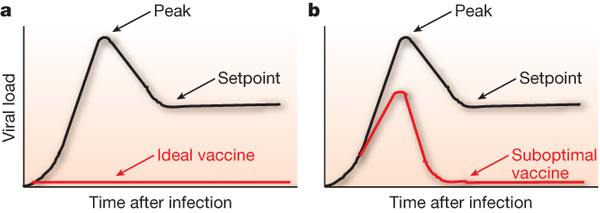 a
Peak
Setpoint
Ideal vaccine
Viral load
Time after infection
b
Peak
Setpoint
Suboptimal
vaccine
Time after infection